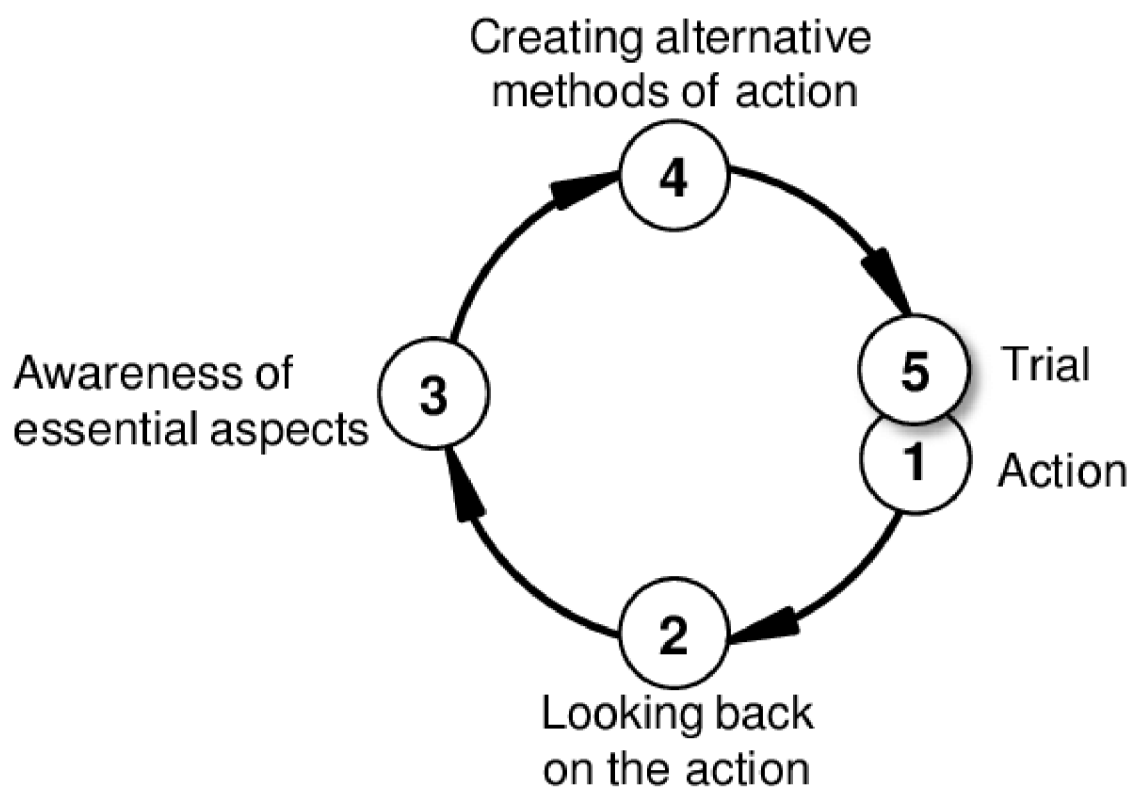 Creating alternative
methods of action
4
5
Trial
Awareness of
essential aspects
3
1
Action
2
Looking back
on the action